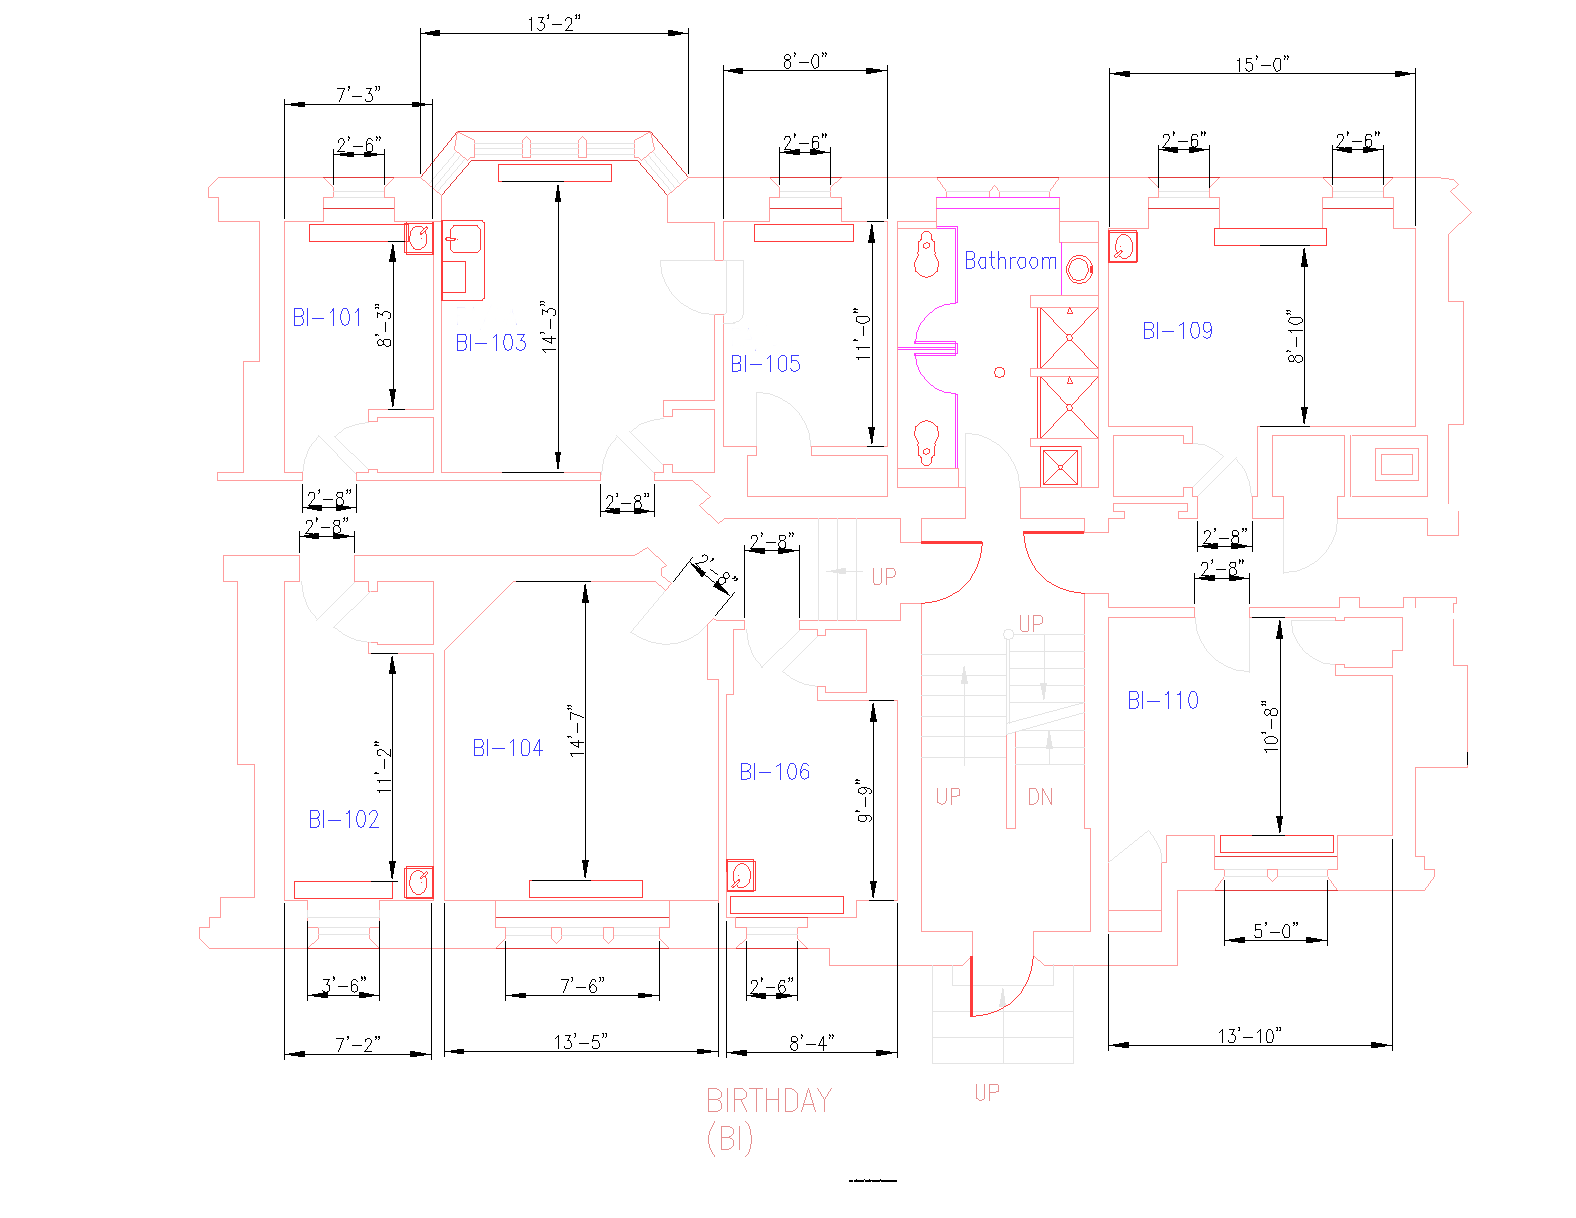 13'-2"
8'-0"
15'-0"
7'-3"
2'-6"
2'-6"
2'-6"
2'-6"
Bathroom
BI-101
8'-3"
BI-103
14'-3"
BI-105
11'-0"
BI-109
8'-10"
2'-8"
2'-8"
2'-8"
2'-8"
2'-8"
2'-8"
2'-8"
UP
UP
BI-110
10'-8"
BI-104
14'-7"
BI-106
9'-9"
11'-2"
BI-102
UP
DN
3'-6"
7'-6"
2'-6"
5'-0"
7'-2"
13'-5"
8'-4"
13'-10"
UP
BIRTHDAY
(BI)